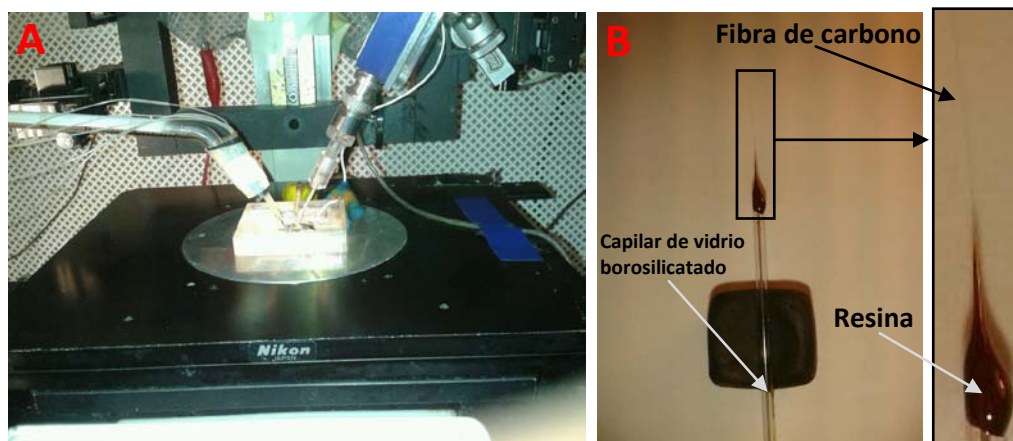 A
B
Fibra de carbono
Capilar de vidrio
borosilicatado
Resina
Nikon
JAPAN